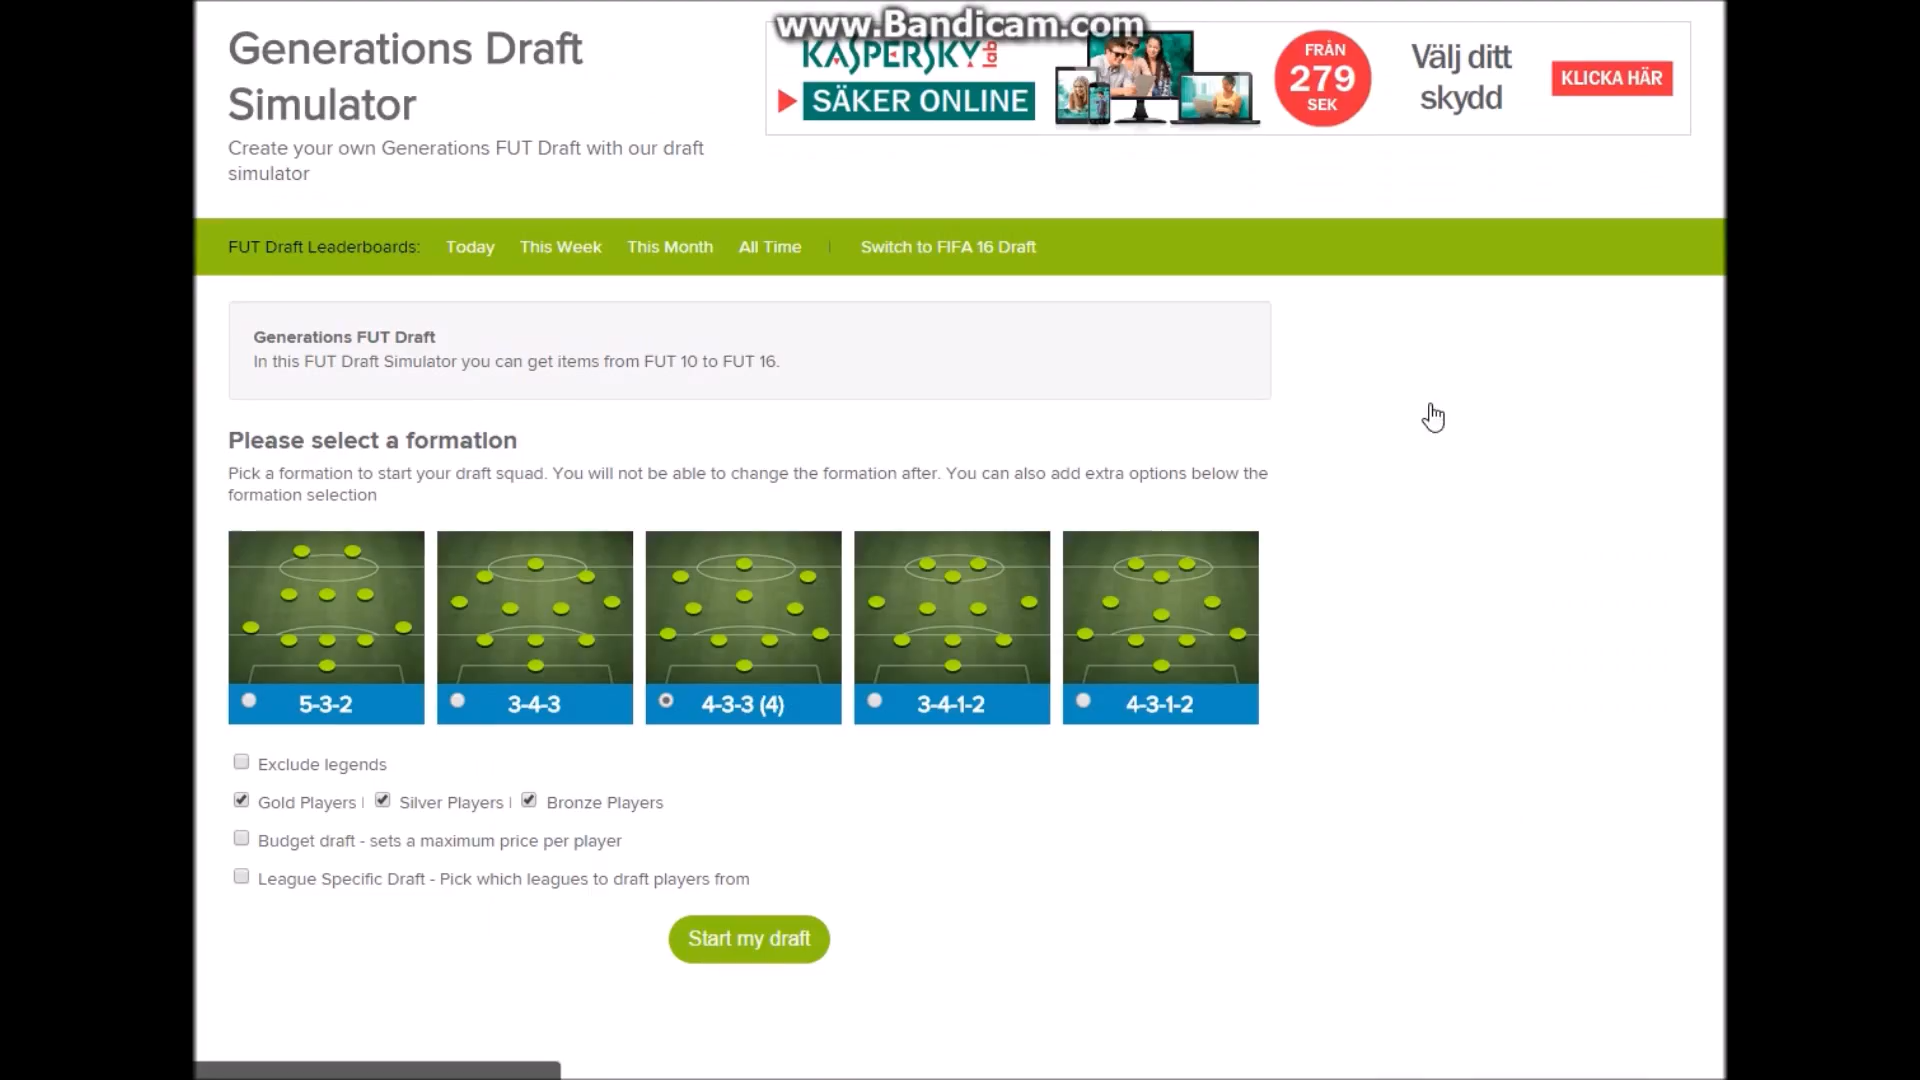 www.Bandicam.com
Generations Draft
Simulator
Create your own Generations FUT Draft with our draft
simulator
KASPERSKY lab
SÄKER ONLINE
FRÅN
279
SEK
Välj ditt
skydd
KLICKA HÄR
FUT Draft Leaderboards: Today This Week This Month All Time | Switch to FIFA 16 Draft
Generations FUT Draft
In this FUT Draft Simulator you can get items from FUT 10 to FUT 16.
Please select a formation
Pick a formation to start your draft squad. You will not be able to change the formation after. You can also add extra options below the
formation selection
5-3-2 3-4-3 4-3-3 (4) 3-4-1-2 4-3-1-2
Exclude legends
Gold Players | Silver Players | Bronze Players
Budget draft - sets a maximum price per player
League Specific Draft - Pick which leagues to draft players from
Start my draft